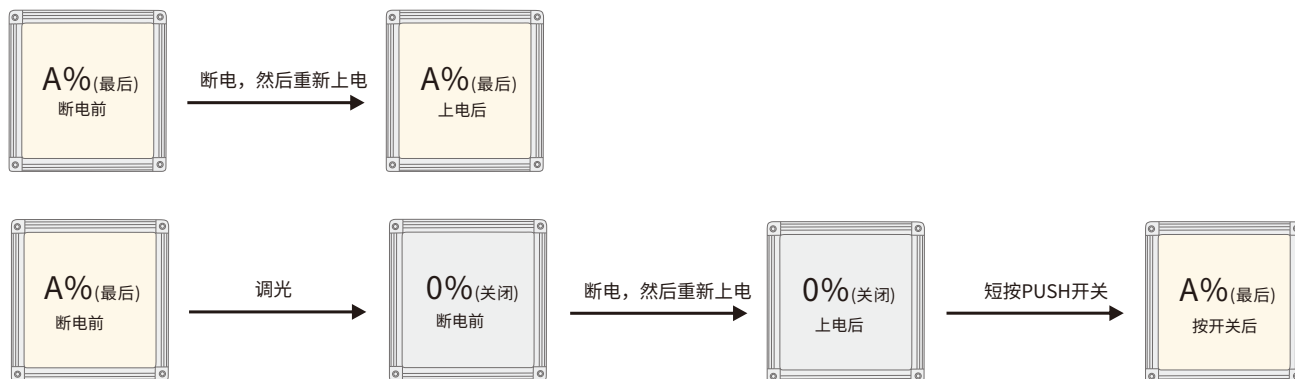 A%(最后)
断电前
断电，然后重新上电
A%(最后)
上电后
A%(最后)
断电前
调光
0%(关闭)
断电前
断电，然后重新上电
0%(关闭)
上电后
短按PUSH开关
A%(最后)
按开关后